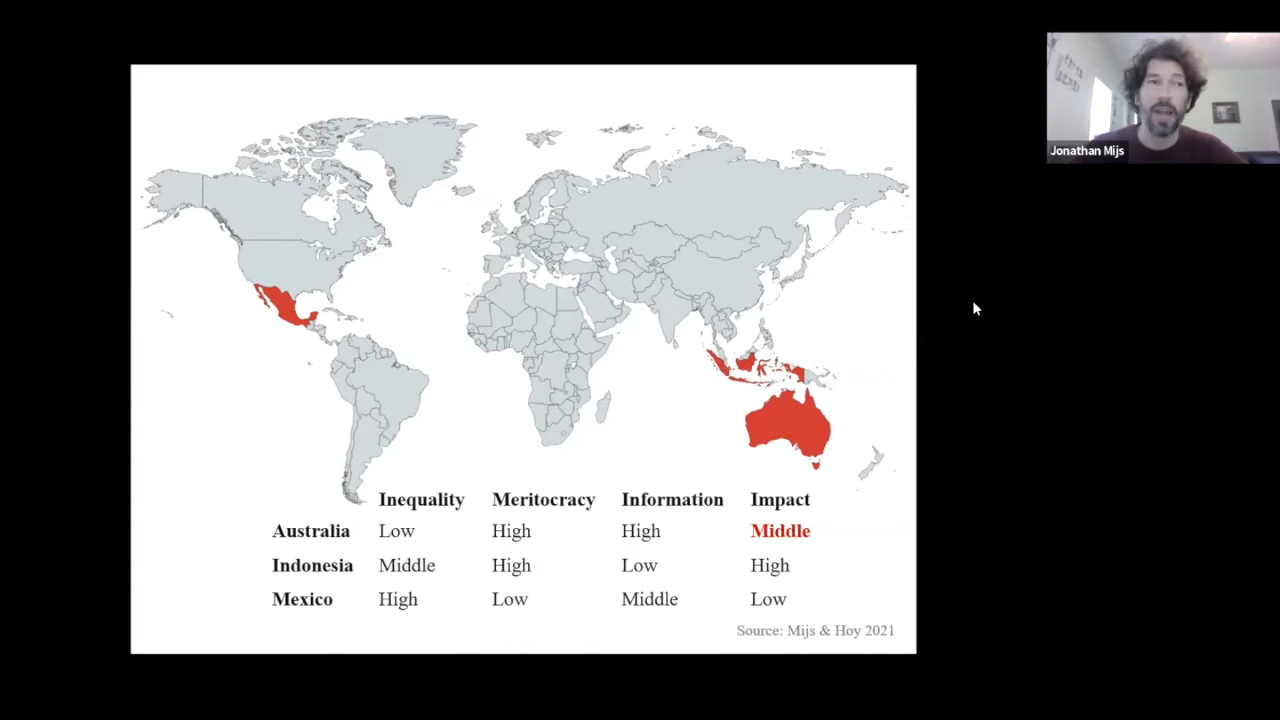 Jonathan Mijs
Inequality Meritocracy Information Impact
Australia Low High High Middle
Indonesia Middle High Low High
Mexico High Low Middle Low
Source: Mijs & Hoy 2021